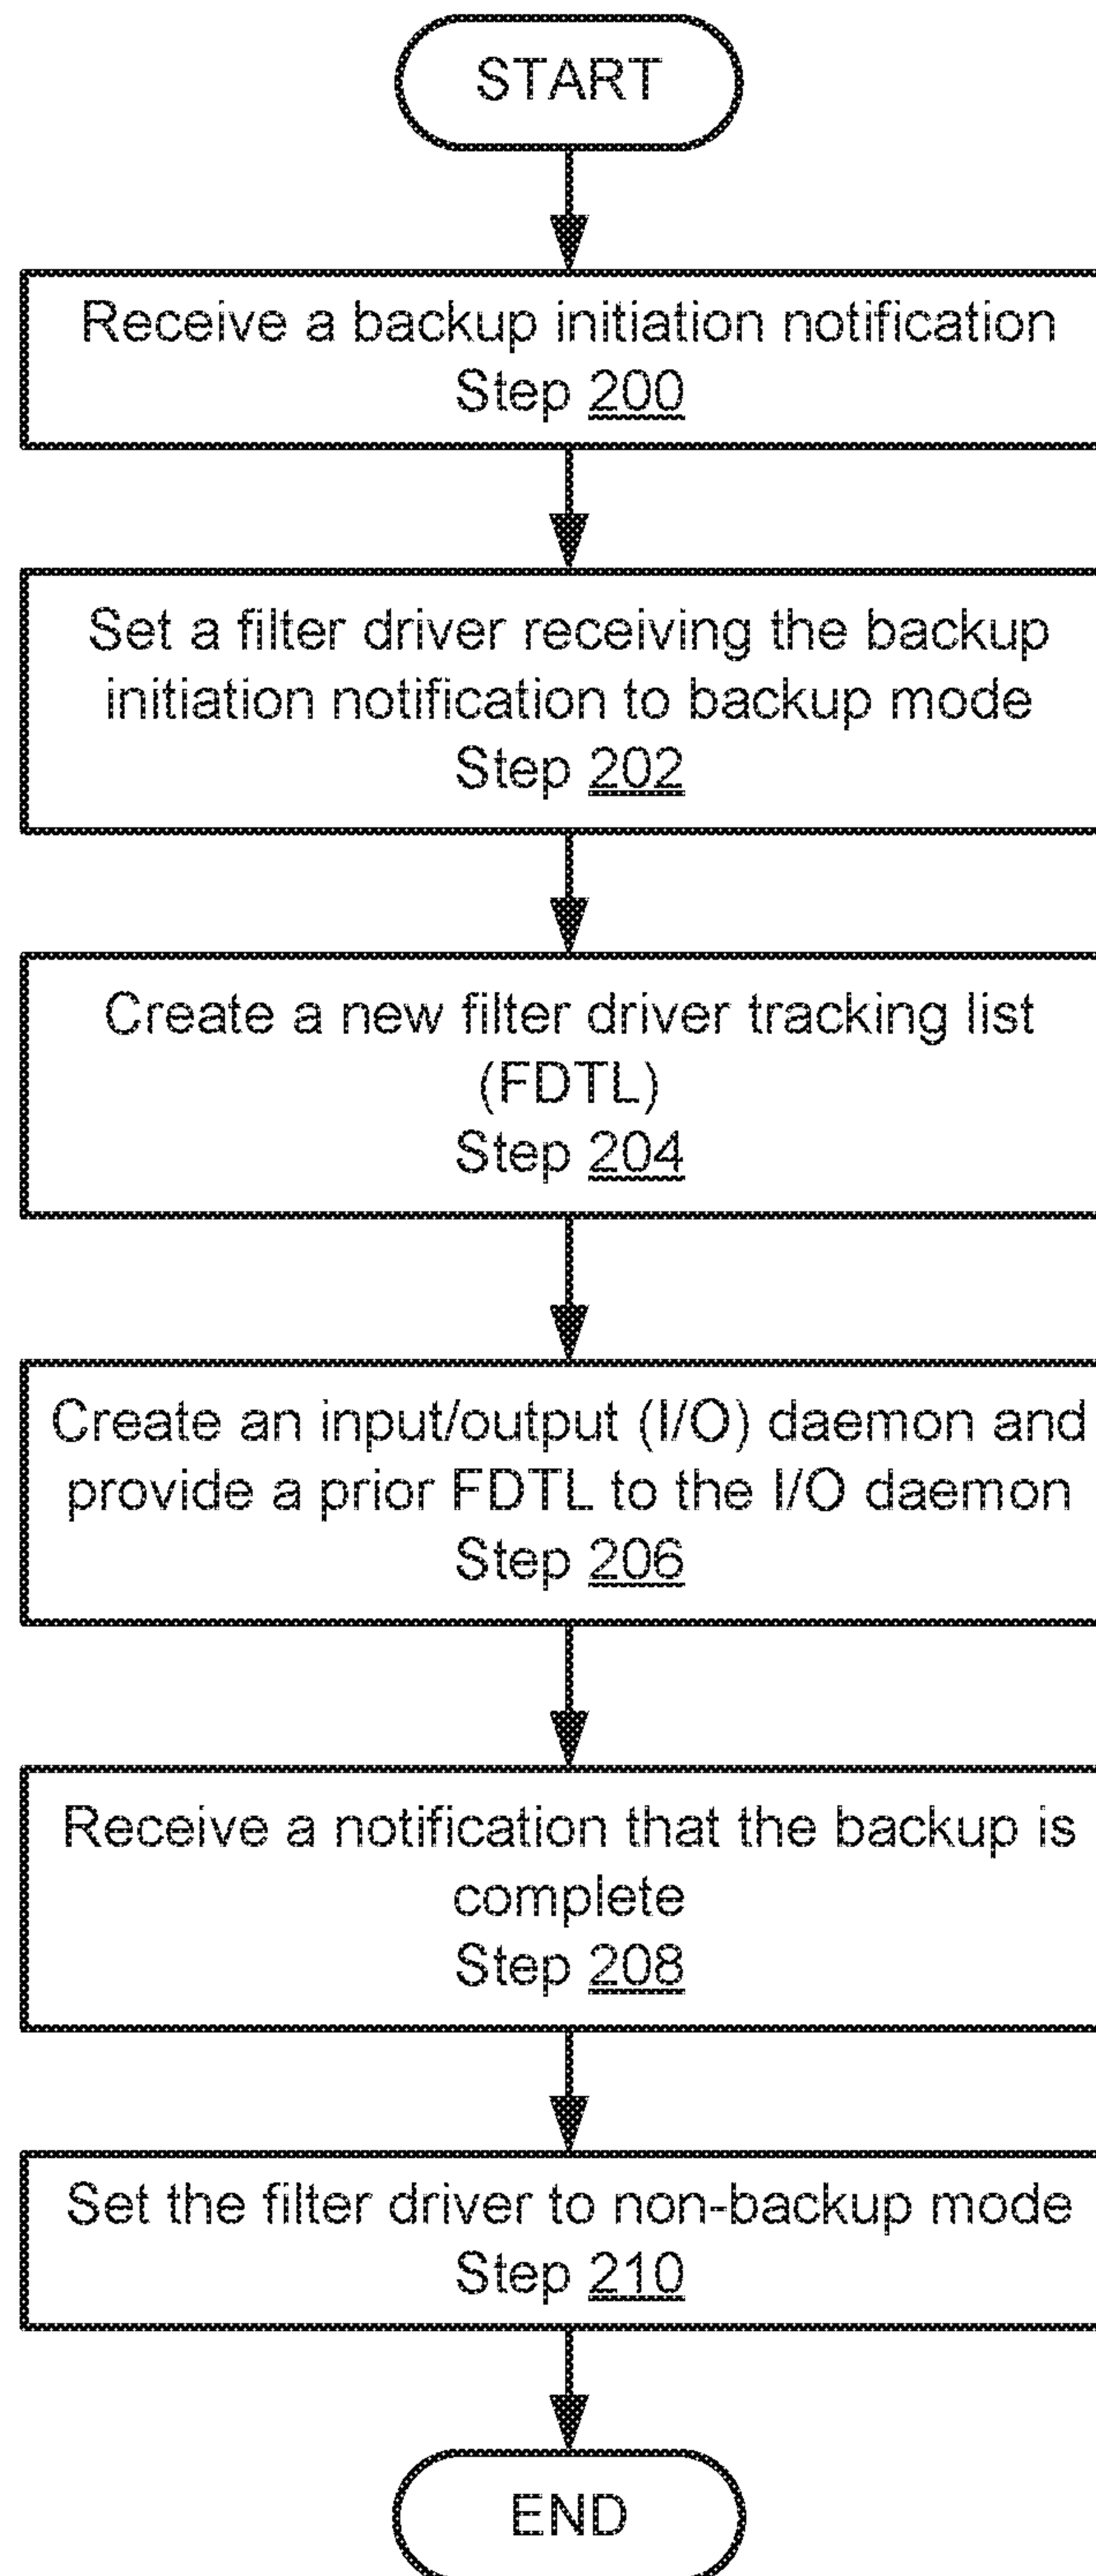 START
Receive a backup initiation notification
Step 200
Set a filter driver receiving the backup
initiation notification to backup mode
Step 202
Create a new filter driver tracking list
(FDTL)
Step 204
Create an input/output (I/O) daemon and
provide a prior FDTL to the I/O daemon
Step 206
Receive a notification that the backup is
complete
Step 208
Set the filter driver to non-backup mode
Step 210
END